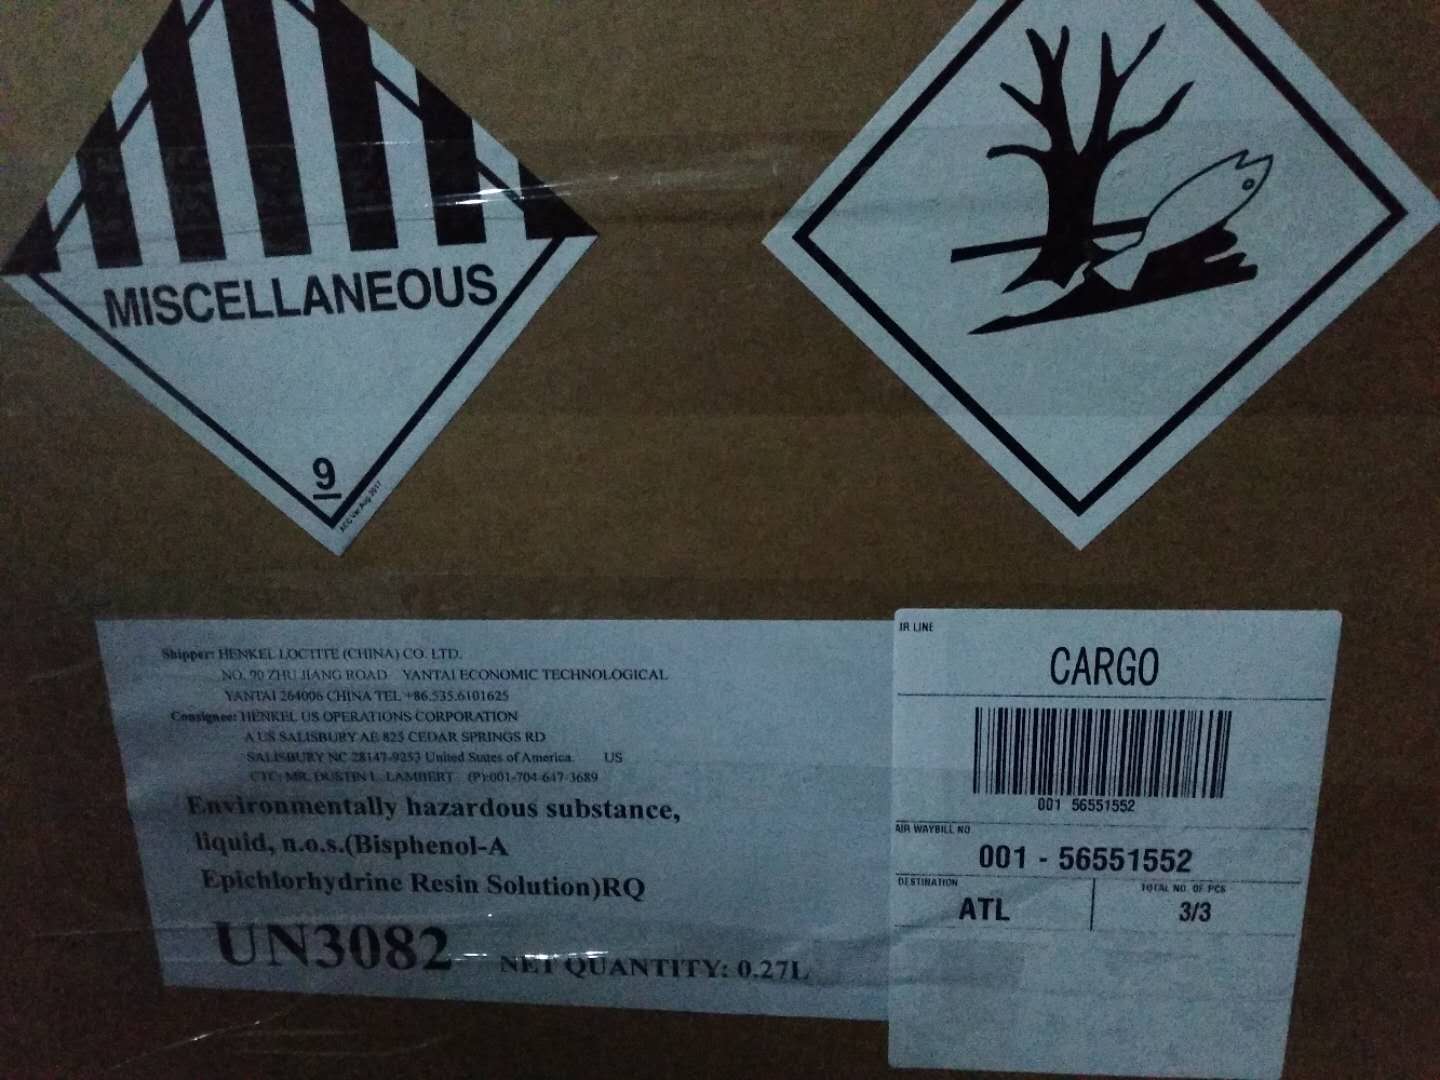 MISCELLANEOUS
9
Shipper: HENKEL LOCTITE (CHINA) CO. LTD.
NO. 90 ZHU JIANG ROAD YANTAI ECONOMIC TECHNOLOGICAL
YANTAI 264006 CHINA TEL +86.535.6101625
Consignee: HENKEL US OPERATIONS CORPORATION
A US SALISBURY AE 825 CEDAR SPRINGS RD
SALISBURY NC 28147-9253 United States of America. US
CTC: MR. DUSTIN L. LAMBERT (P):001-704-647-3689
Environmentally hazardous substance,
liquid, n.o.s.(Bisphenol-A
Epichlorhydrine Resin Solution)RQ
UN3082 NET QUANTITY: 0.27L
IR LINE
CARGO
001 56551552
AIR WAYBILL NO
001 - 56551552
DESTINATION
ATL
TOTAL NO. OF PCS
3/3